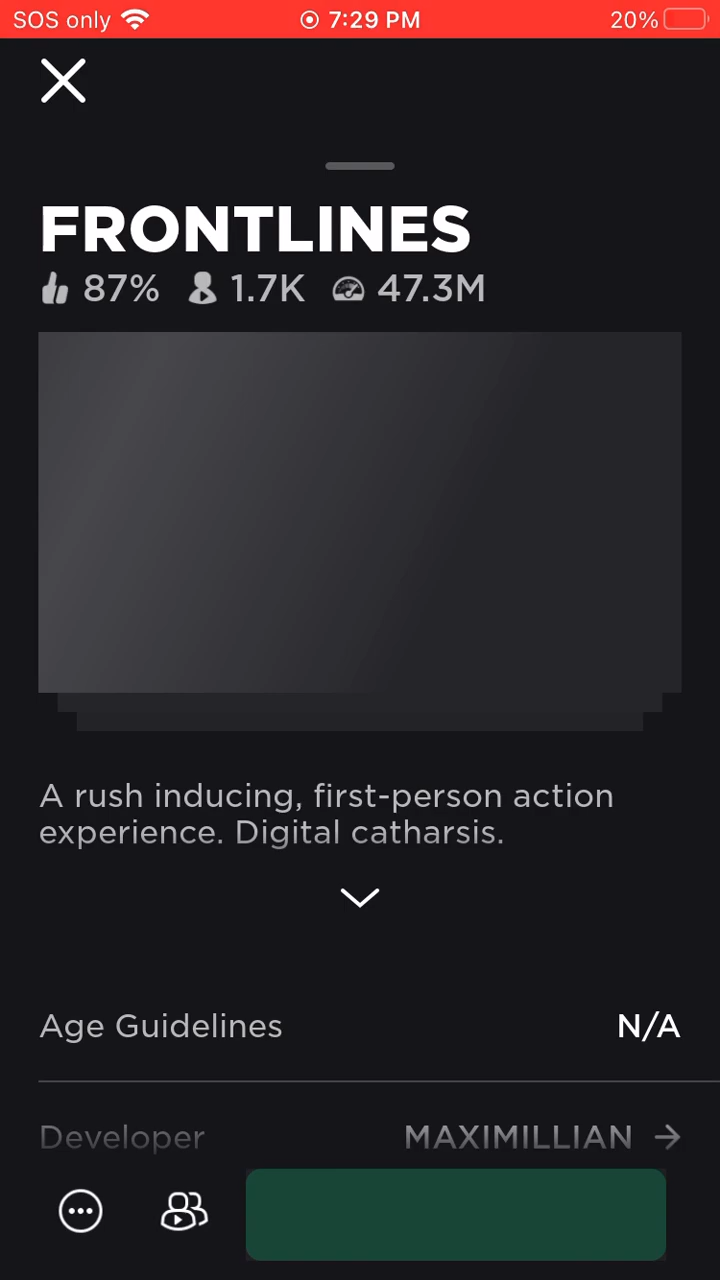 SOS only 7:29 PM 20%
FRONTLINES
87% 1.7K 47.3M
A rush inducing, first-person action
experience. Digital catharsis.
Age Guidelines N/A
Developer MAXIMILLIAN